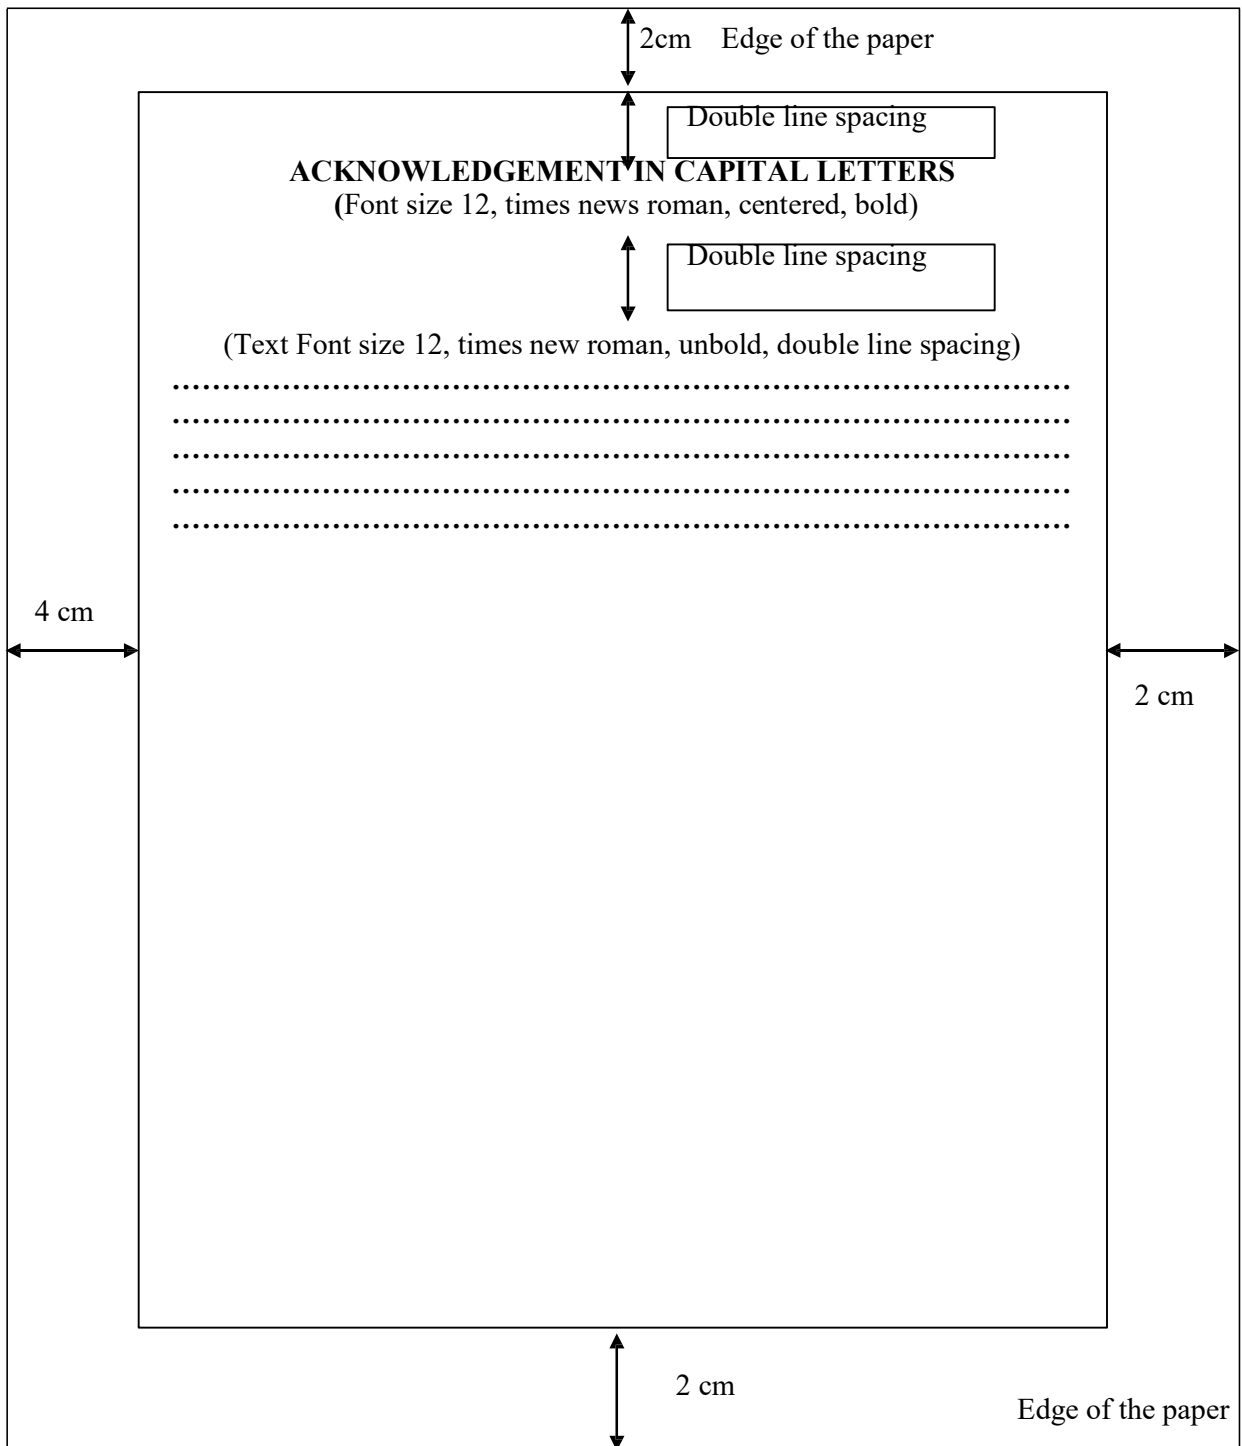 2cm Edge of the paper
Double line spacing
ACKNOWLEDGEMENT IN CAPITAL LETTERS
(Font size 12, times news roman, centered, bold)
Double line spacing
(Text Font size 12, times new roman, unbold, double line spacing)
..........................................................................................
..........................................................................................
..........................................................................................
..........................................................................................
..........................................................................................
4 cm
2 cm
2 cm
Edge of the paper